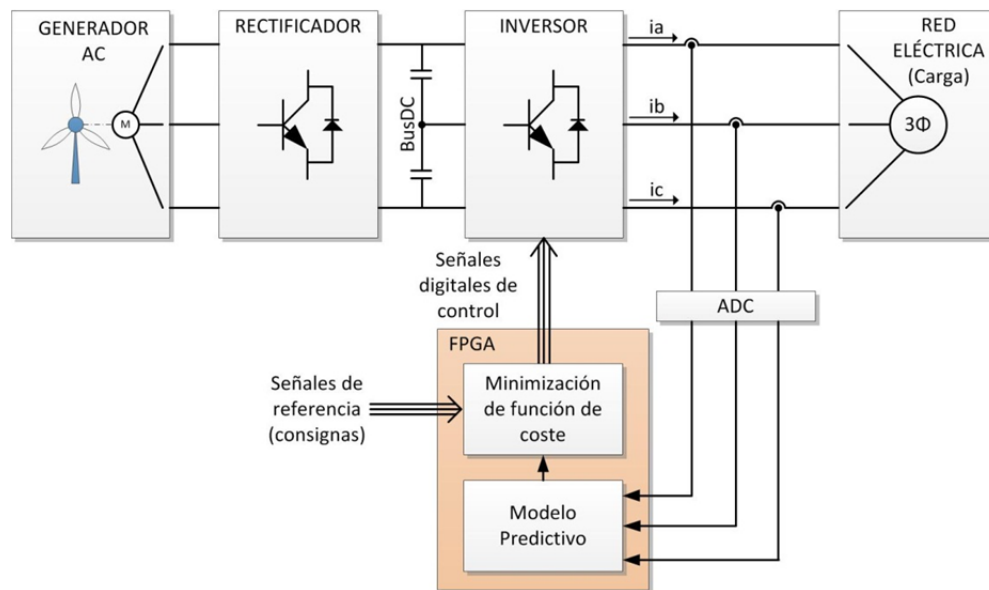 GENERADOR
AC
M
RECTIFICADOR
BusDC
INVERSOR
ia
ib
ic
RED
ELÉCTRICA
(Carga)
3Φ
Señales
digitales de
control
ADC
FPGA
Señales de
referencia
(consignas)
Minimización
de función de
coste
Modelo
Predictivo